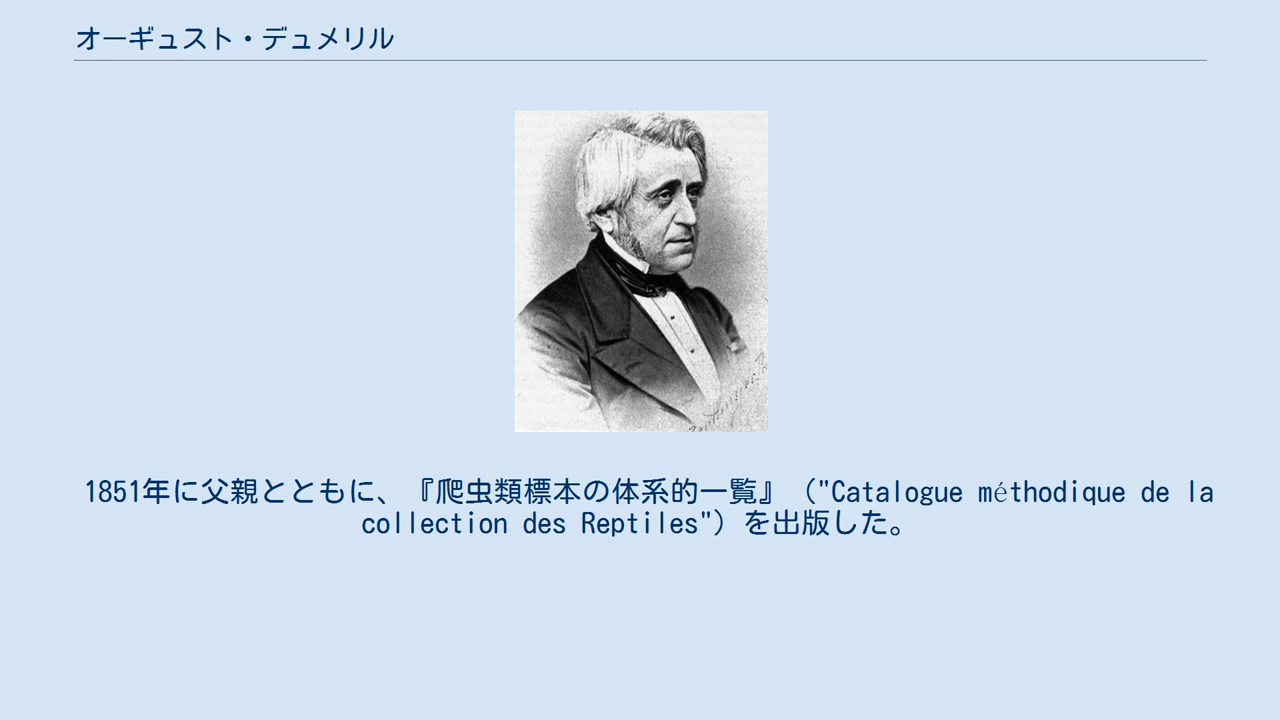 オーギュスト・デュメリル
1851年に父親とともに、『爬虫類標本の体系的一覧』（"Catalogue méthodique de la
collection des Reptiles"）を出版した。